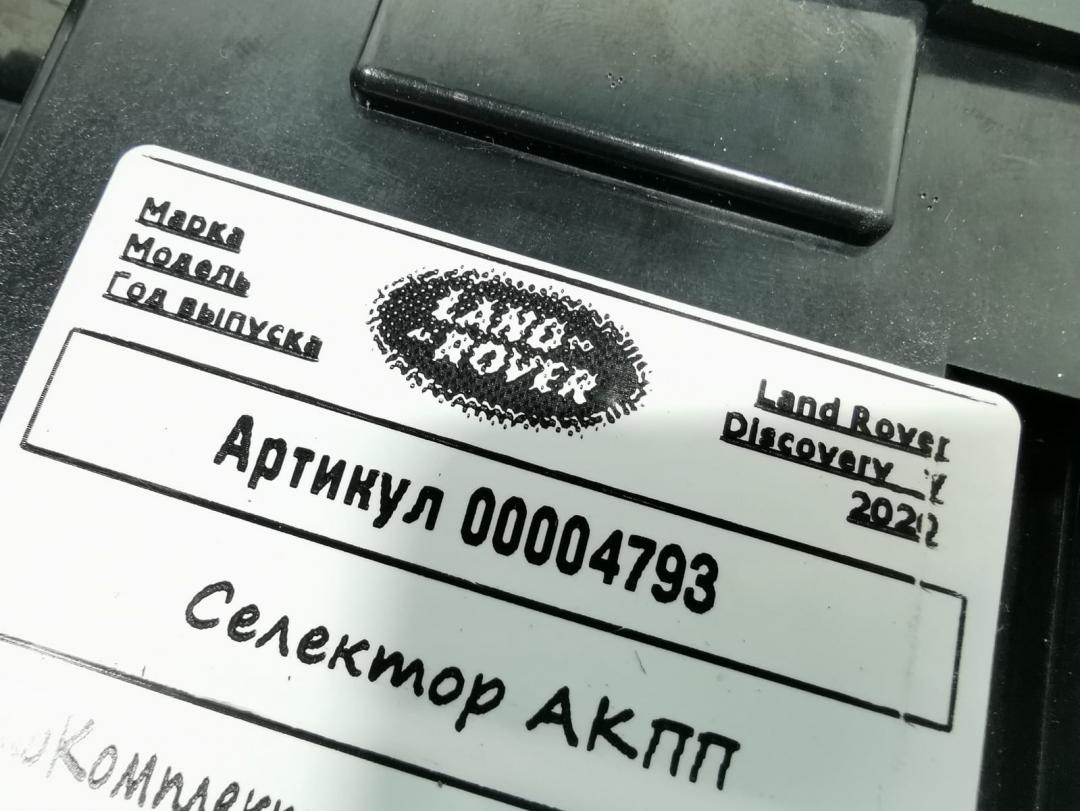 Марка
Модель
Год выпуска
LAND-
ROVER
Land Rover
Discovery
Артикул 00004793
Селектор АКПП